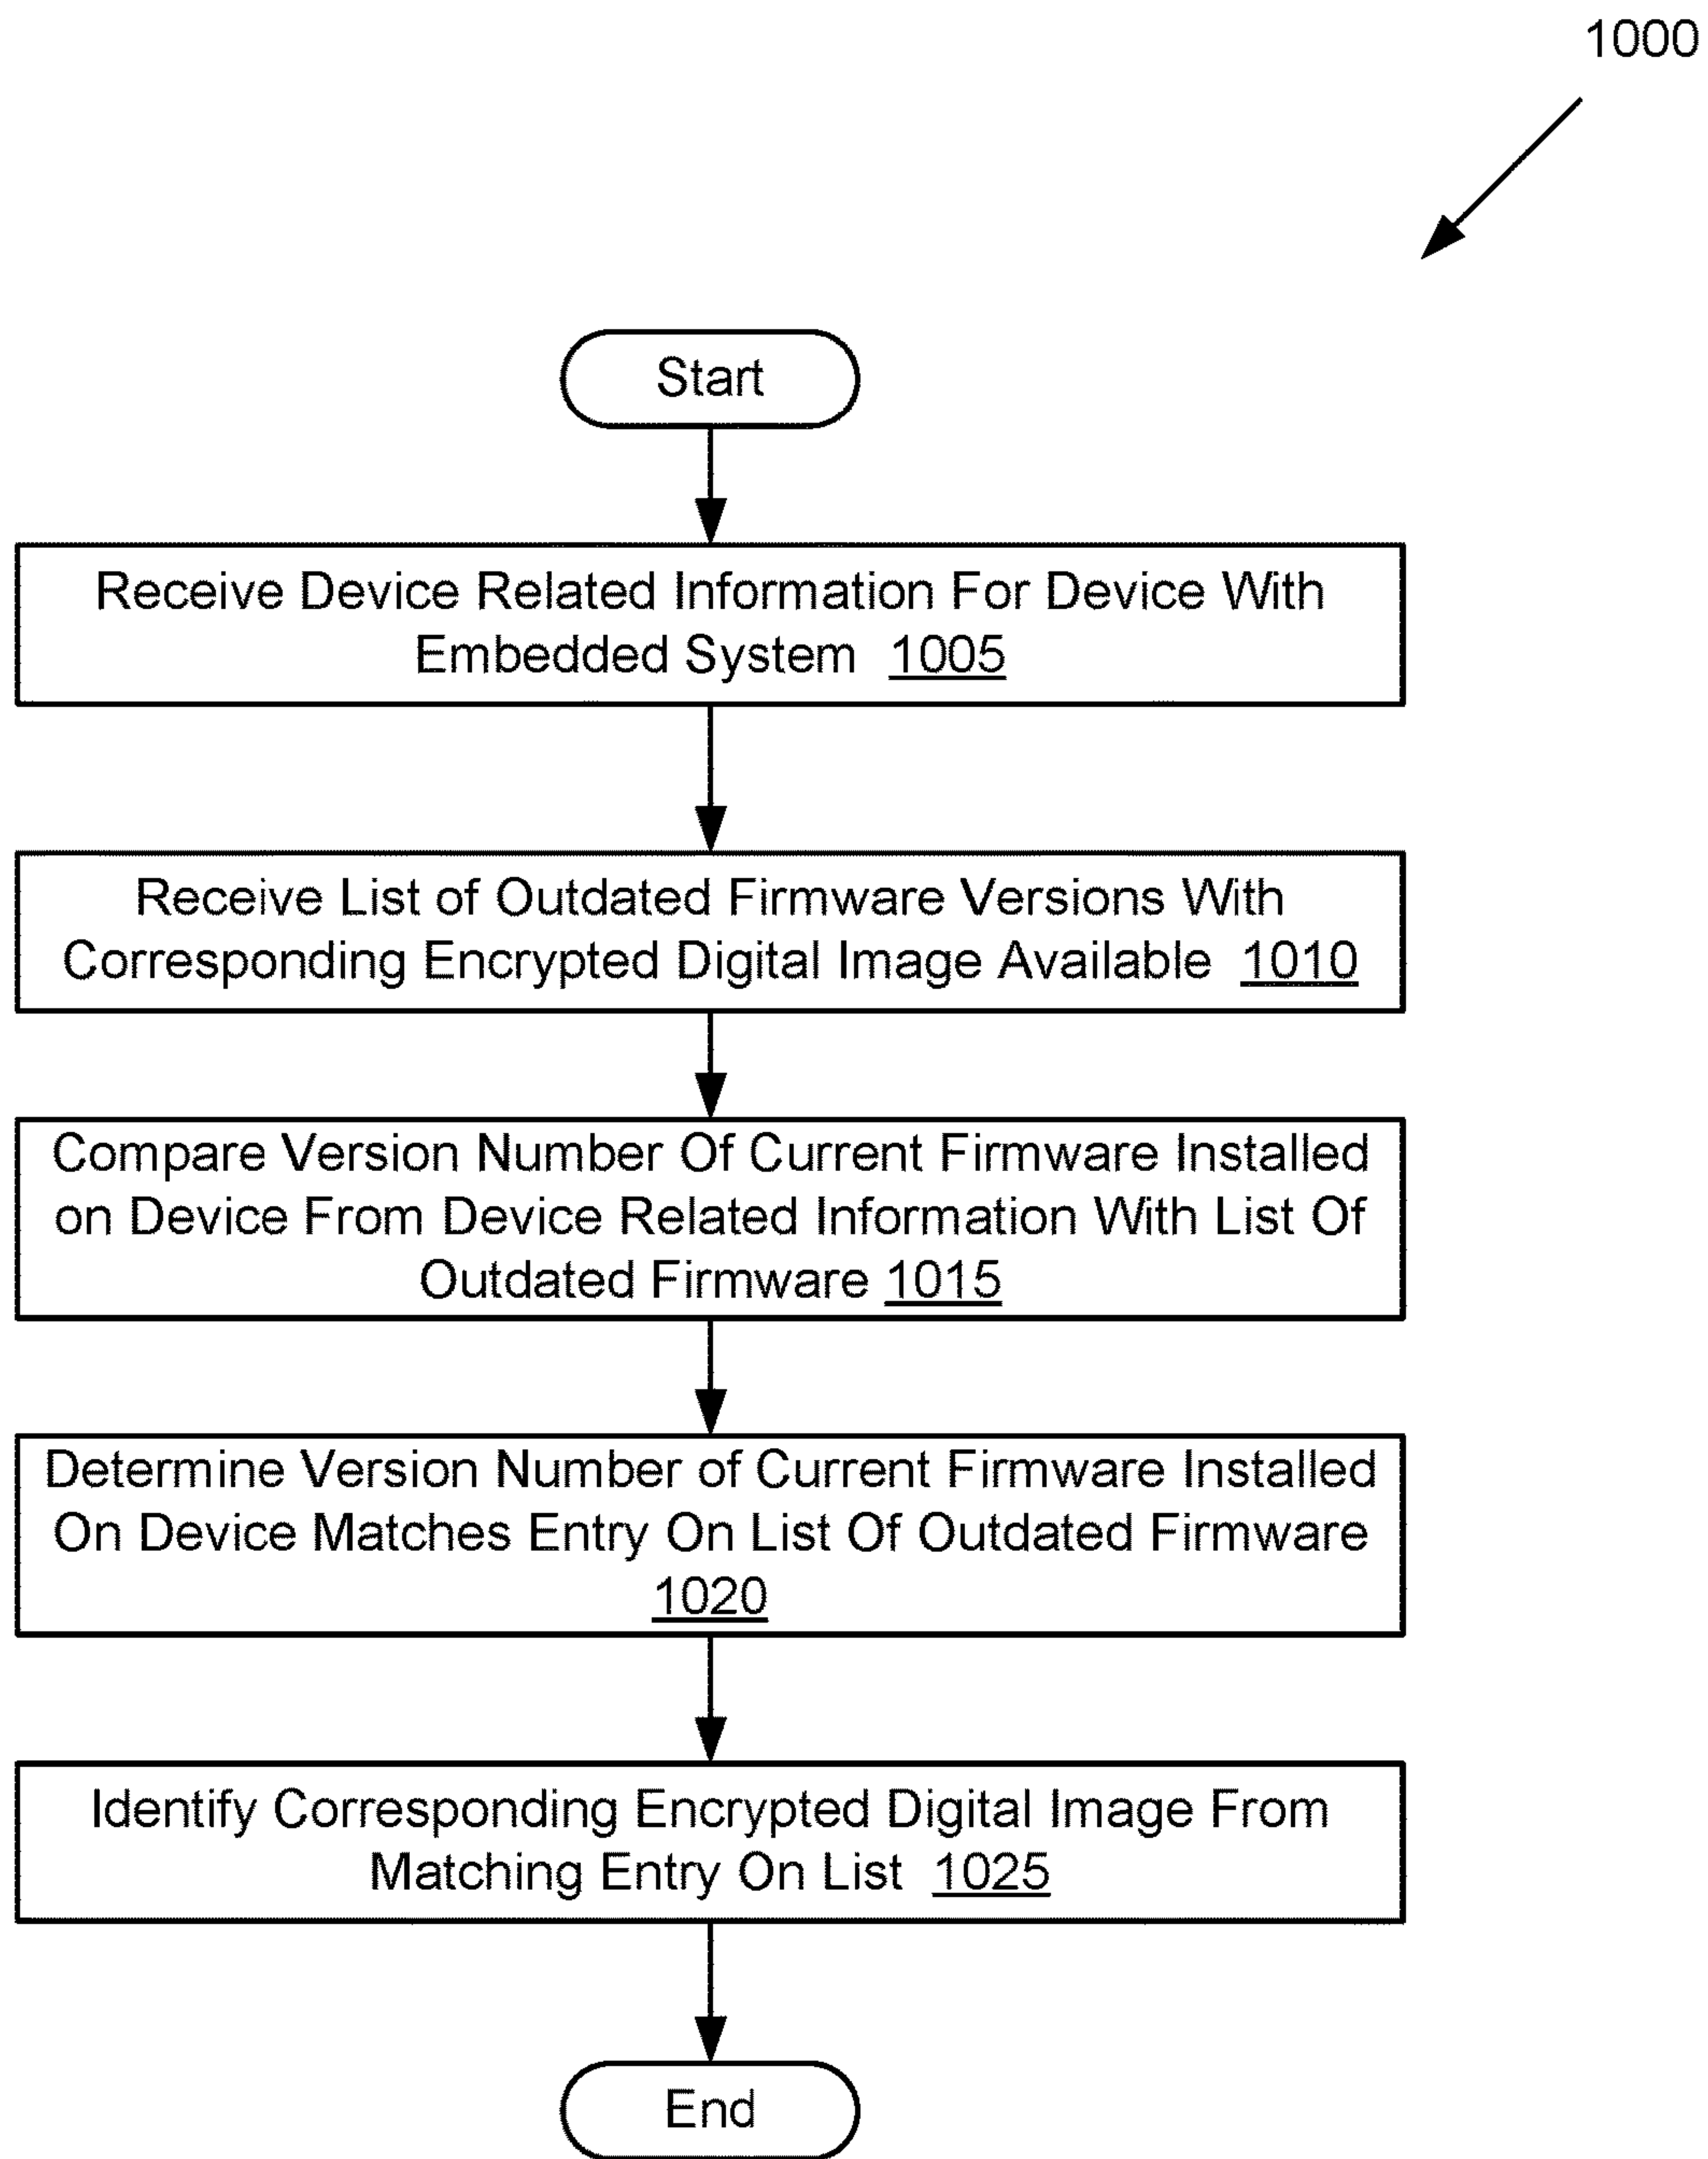 1000
Start
Receive Device Related Information For Device With
Embedded System 1005
Receive List of Outdated Firmware Versions With
Corresponding Encrypted Digital Image Available 1010
Compare Version Number Of Current Firmware Installed
on Device From Device Related Information With List Of
Outdated Firmware 1015
Determine Version Number of Current Firmware Installed
On Device Matches Entry On List Of Outdated Firmware
1020
Identify Corresponding Encrypted Digital Image From
Matching Entry On List 1025
End